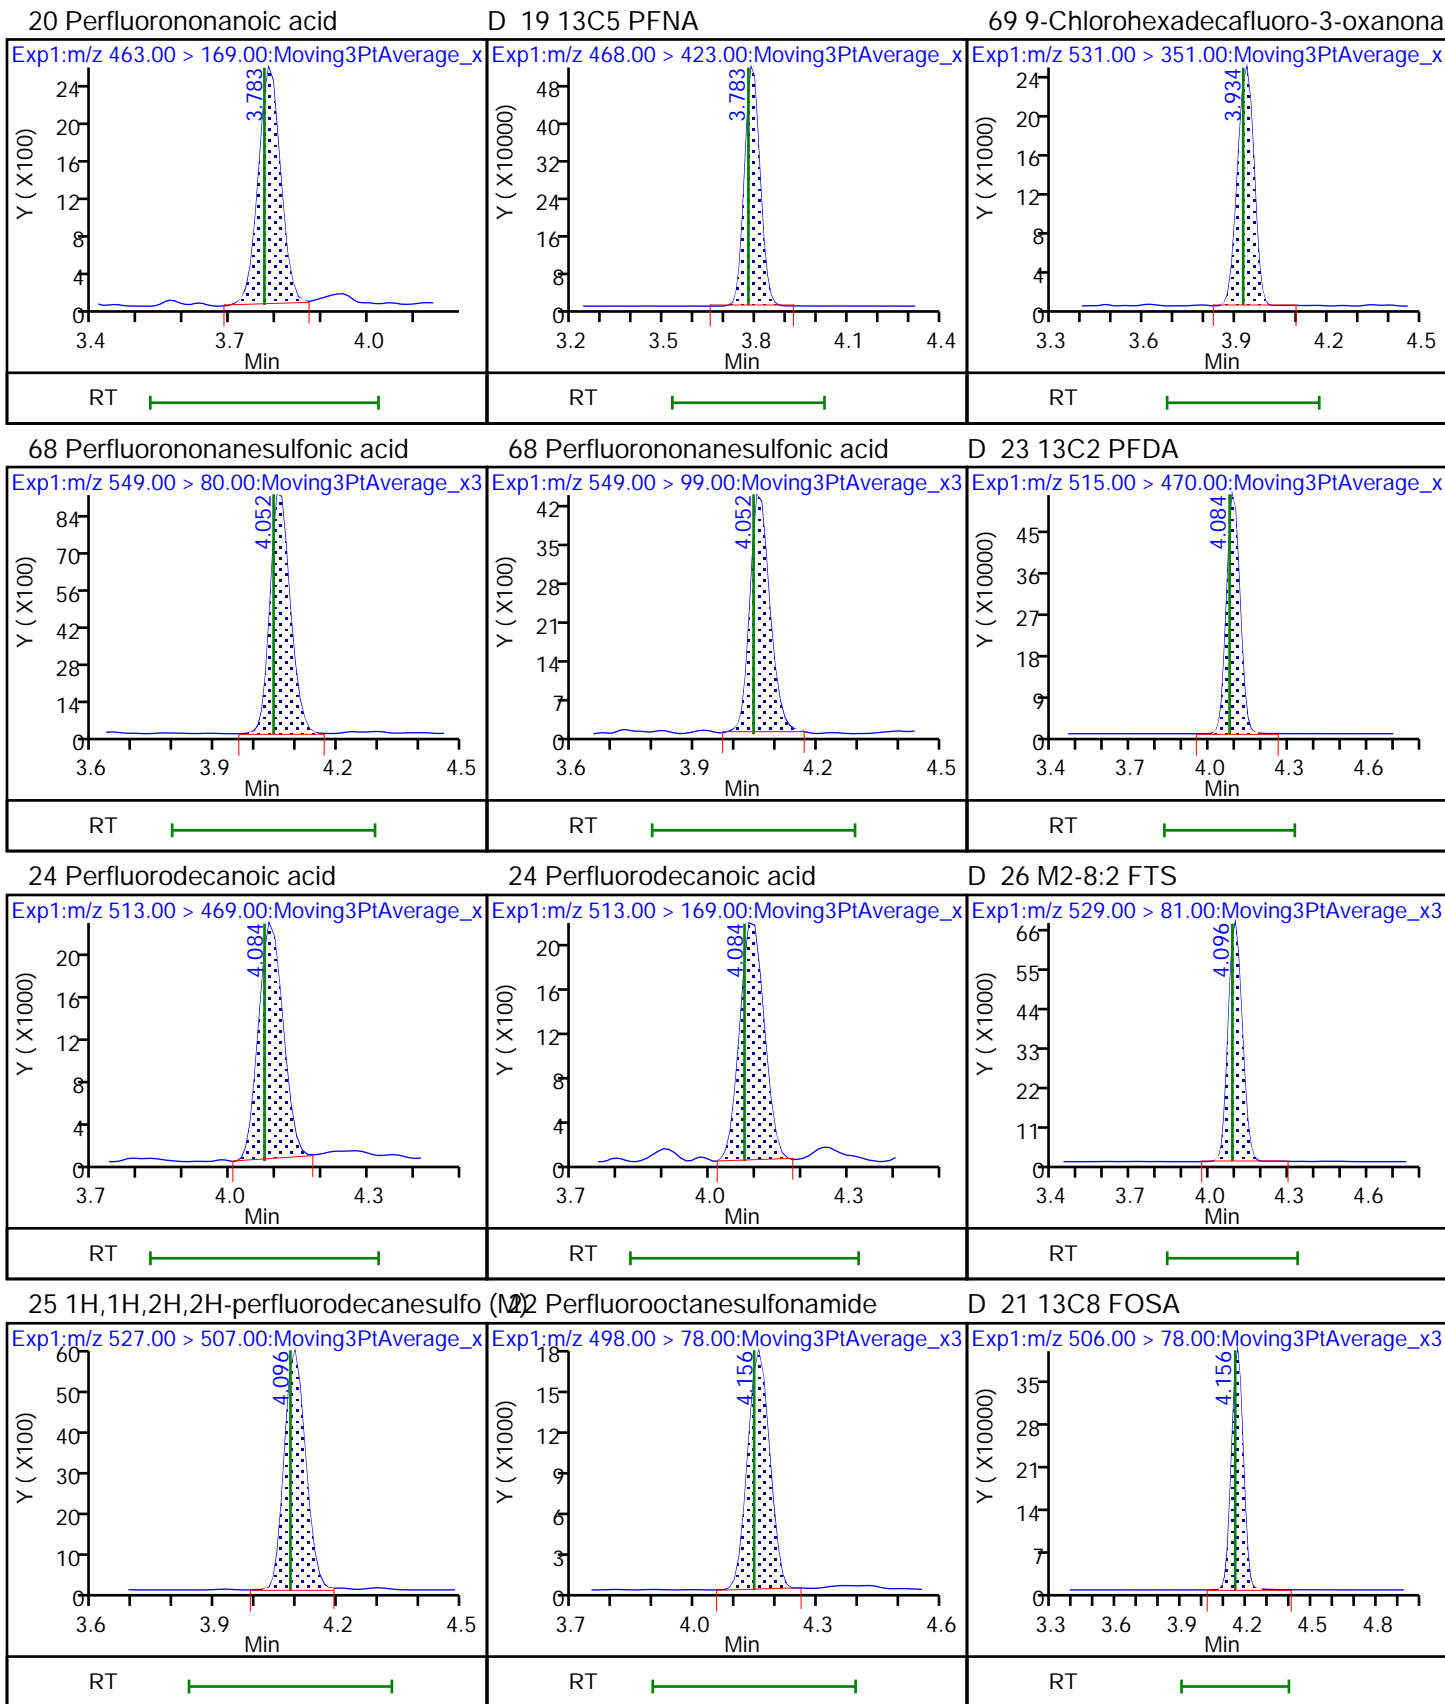 20 Perfluorononanoic acid
Exp1:m/z 463.00 > 169.00:Moving3PtAverage_x
Y ( X100)
24
20
16
12
8
4
0
3.783
3.4 3.7 4.0
Min
RT
D 19 13C5 PFNA
Exp1:m/z 468.00 > 423.00:Moving3PtAverage_x
Y ( X10000)
48
40
32
24
16
8
0
3.783
3.2 3.5 3.8 4.1 4.4
Min
RT
69 9-Chlorohexadecafluoro-3-oxanona
Exp1:m/z 531.00 > 351.00:Moving3PtAverage_x
Y ( X1000)
24
20
16
12
8
4
0
3.934
3.3 3.6 3.9 4.2 4.5
Min
RT
68 Perfluorononanesulfonic acid
Exp1:m/z 549.00 > 80.00:Moving3PtAverage_x3
Y ( X100)
84
70
56
42
28
14
0
4.052
3.6 3.9 4.2 4.5
Min
RT
68 Perfluorononanesulfonic acid
Exp1:m/z 549.00 > 99.00:Moving3PtAverage_x3
Y ( X100)
42
35
28
21
14
7
0
4.052
3.6 3.9 4.2 4.5
Min
RT
D 23 13C2 PFDA
Exp1:m/z 515.00 > 470.00:Moving3PtAverage_x
Y ( X10000)
45
36
27
18
9
0
4.084
3.4 3.7 4.0 4.3 4.6
Min
RT
24 Perfluorodecanoic acid
Exp1:m/z 513.00 > 469.00:Moving3PtAverage_x
Y ( X1000)
20
16
12
8
4
0
4.084
3.7 4.0 4.3
Min
RT
24 Perfluorodecanoic acid
Exp1:m/z 513.00 > 169.00:Moving3PtAverage_x
Y ( X100)
20
16
12
8
4
0
4.084
3.7 4.0 4.3
Min
RT
D 26 M2-8:2 FTS
Exp1:m/z 529.00 > 81.00:Moving3PtAverage_x3
Y ( X1000)
66
55
44
33
22
11
0
4.096
3.4 3.7 4.0 4.3 4.6
Min
RT
25 1H,1H,2H,2H-perfluorodecanesulfo (M)
Exp1:m/z 527.00 > 507.00:Moving3PtAverage_x
Y ( X100)
60
50
40
30
20
10
0
4.096
3.6 3.9 4.2 4.5
Min
RT
22 Perfluorooctanesulfonamide
Exp1:m/z 498.00 > 78.00:Moving3PtAverage_x3
Y ( X1000)
18
15
12
9
6
3
0
4.156
3.7 4.0 4.3 4.6
Min
RT
D 21 13C8 FOSA
Exp1:m/z 506.00 > 78.00:Moving3PtAverage_x3
Y ( X10000)
35
28
21
14
7
0
4.156
3.3 3.6 3.9 4.2 4.5 4.8
Min
RT